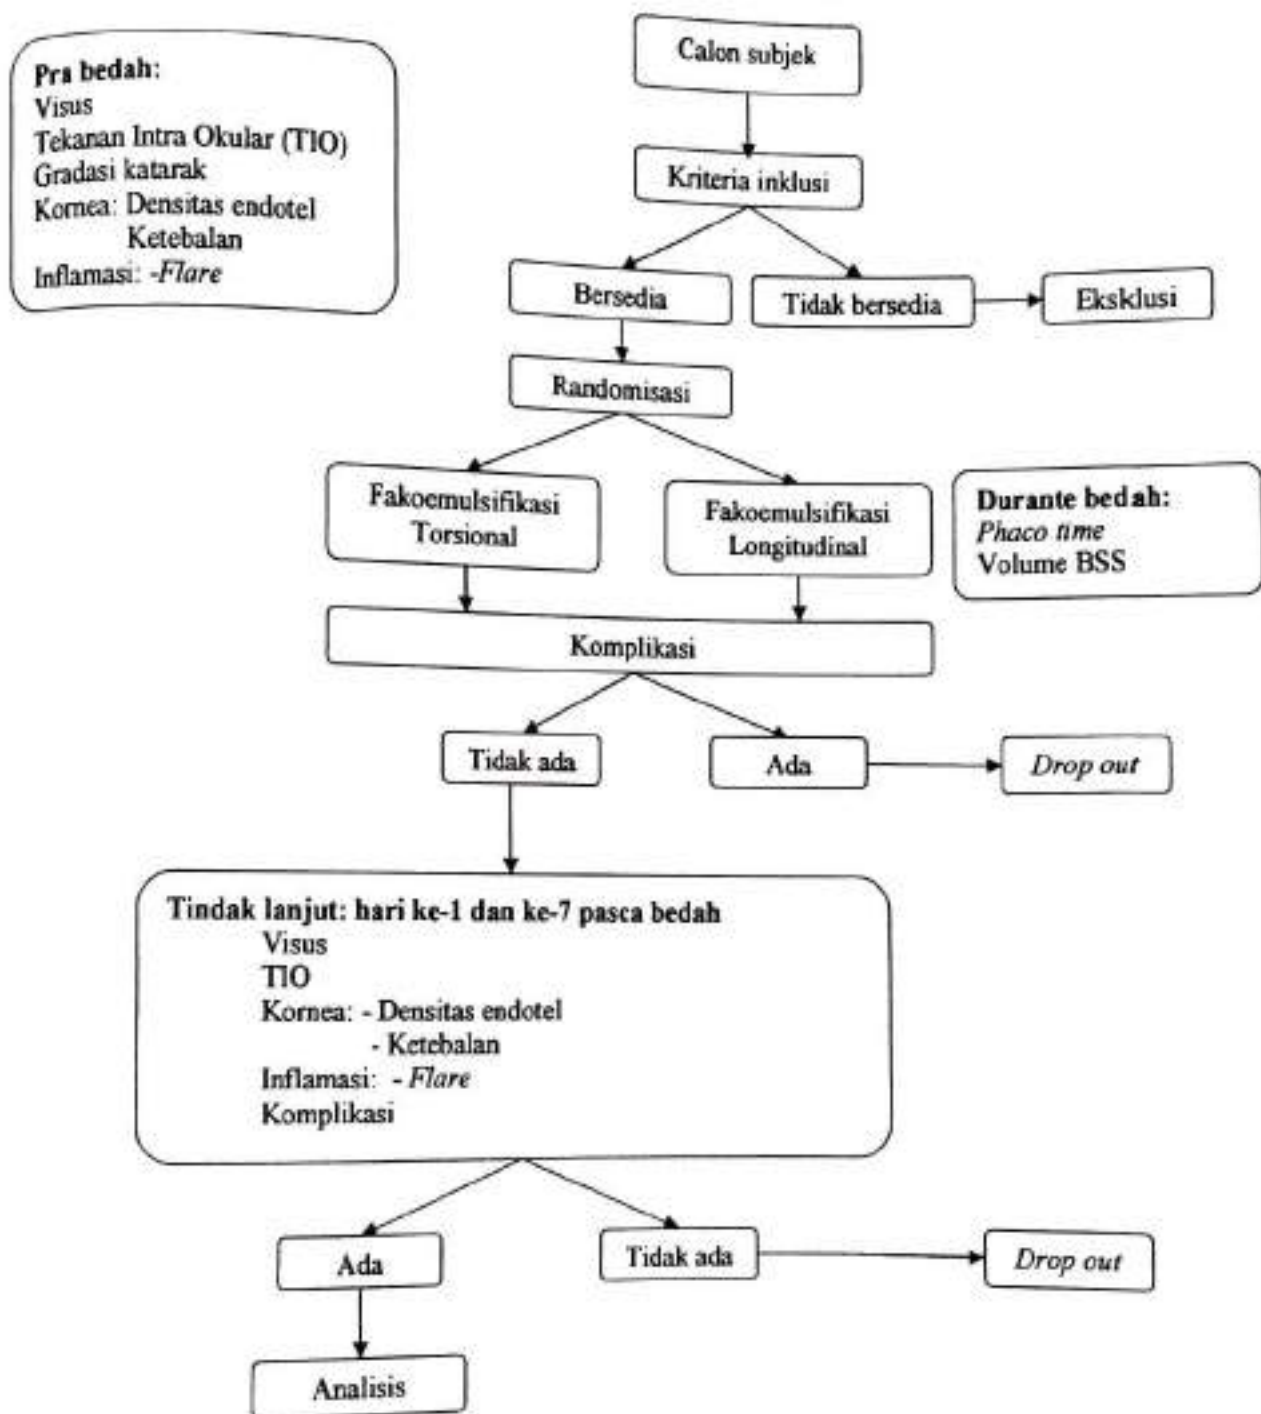 Calon subjek
Pra bedah:
Visus
Tekanan Intra Okular (TIO)
Gradasi katarak
Kornea: Densitas endotel
Ketebalan
Inflamasi: -Flare
Kriteria inklusi
Bersedia
Tidak bersedia
Eksklusi
Randomisasi
Fakoemulsifikasi
Torsional
Fakoemulsifikasi
Longitudinal
Durante bedah:
Phaco time
Volume BSS
Komplikasi
Tidak ada
Ada
Drop out
Tindak lanjut: hari ke-1 dan ke-7 pasca bedah
Visus
TIO
Kornea: - Densitas endotel
- Ketebalan
Inflamasi: - Flare
Komplikasi
Ada
Tidak ada
Drop out
Analisis